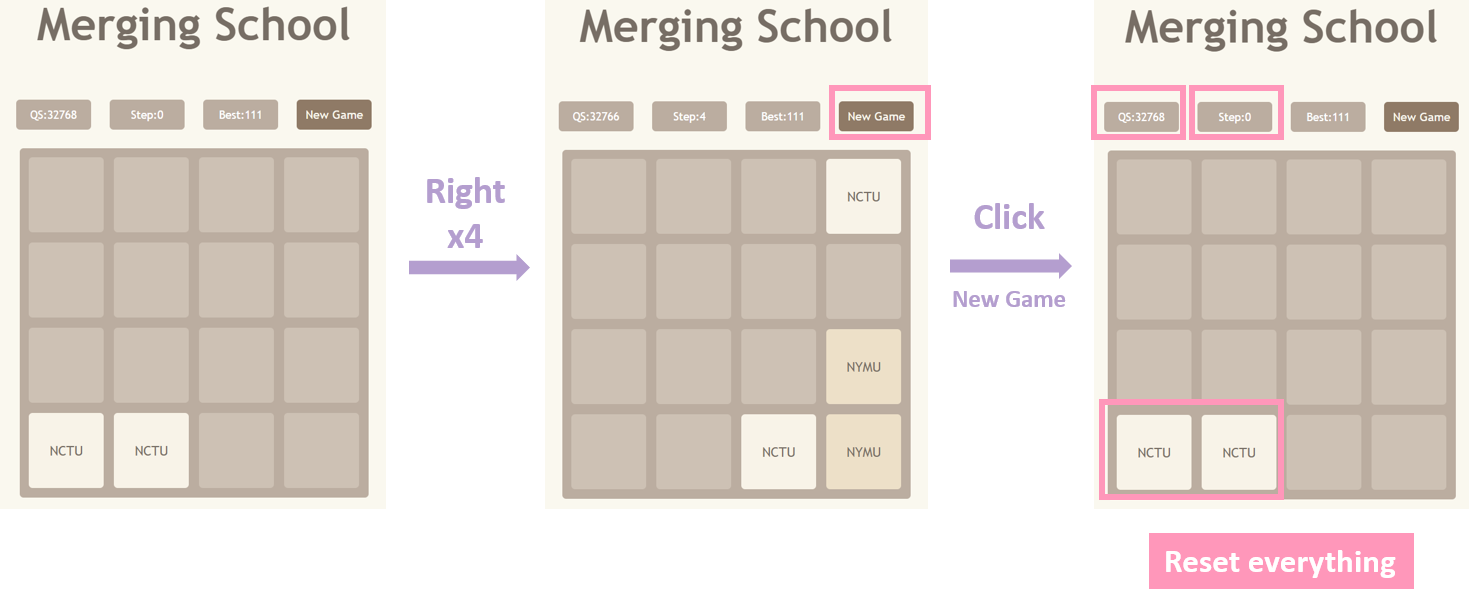 Merging School
QS:32768 Step:0 Best:111 New Game
NCTU NCTU
Right
x4
Merging School
QS:32766 Step:4 Best:111 New Game
NCTU
NYMU
NCTU NYMU
Click
New Game
Merging School
QS:32768 Step:0 Best:111 New Game
NCTU NCTU
Reset everything